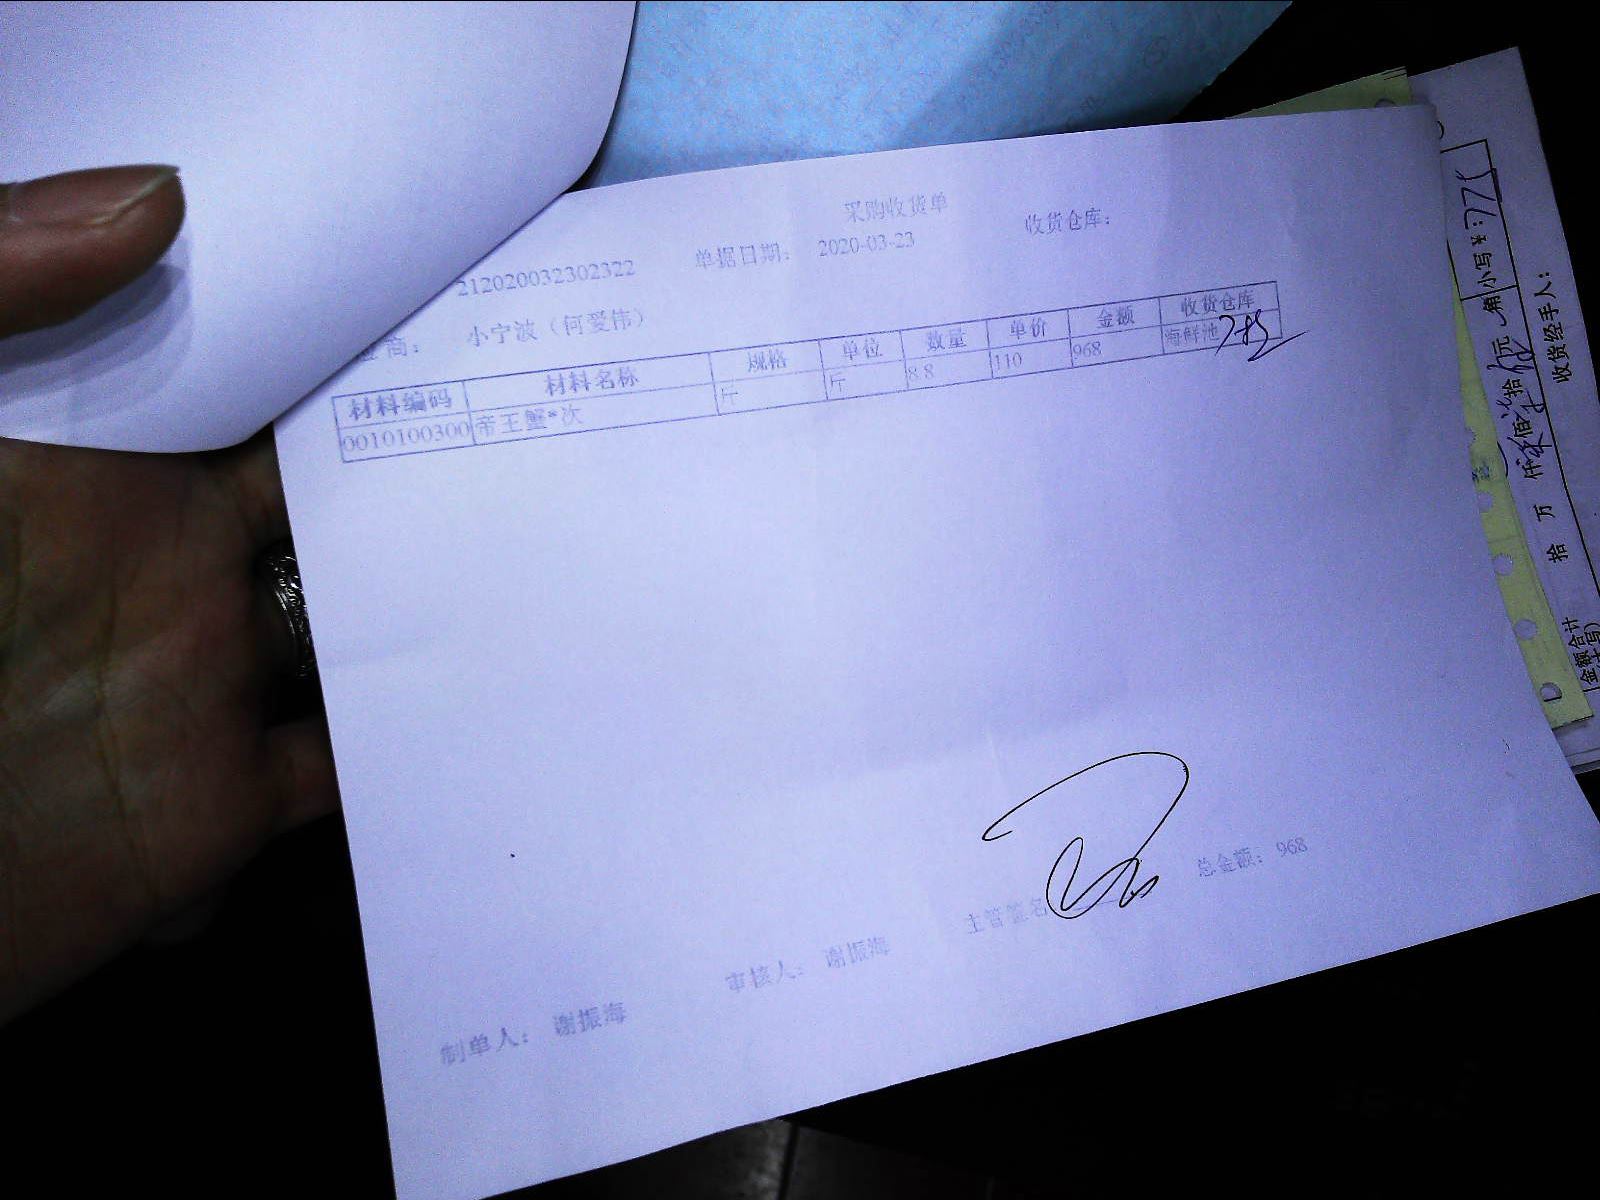 采购收货单
212020032302322 单据日期: 2020-03-23 收货仓库:
商: 小宁波（何爱伟）
材料编码 材料名称 规格 单位 数量 单价 金额 收货仓库
0010100300 帝王蟹*次 斤 斤 8.8 110 968 海鲜池
主管签名 总金额: 968
制单人: 谢振海 审核人: 谢振海
金额合计 拾 万 仟 佰 拾 元 角 小写¥:775
收货经手人: